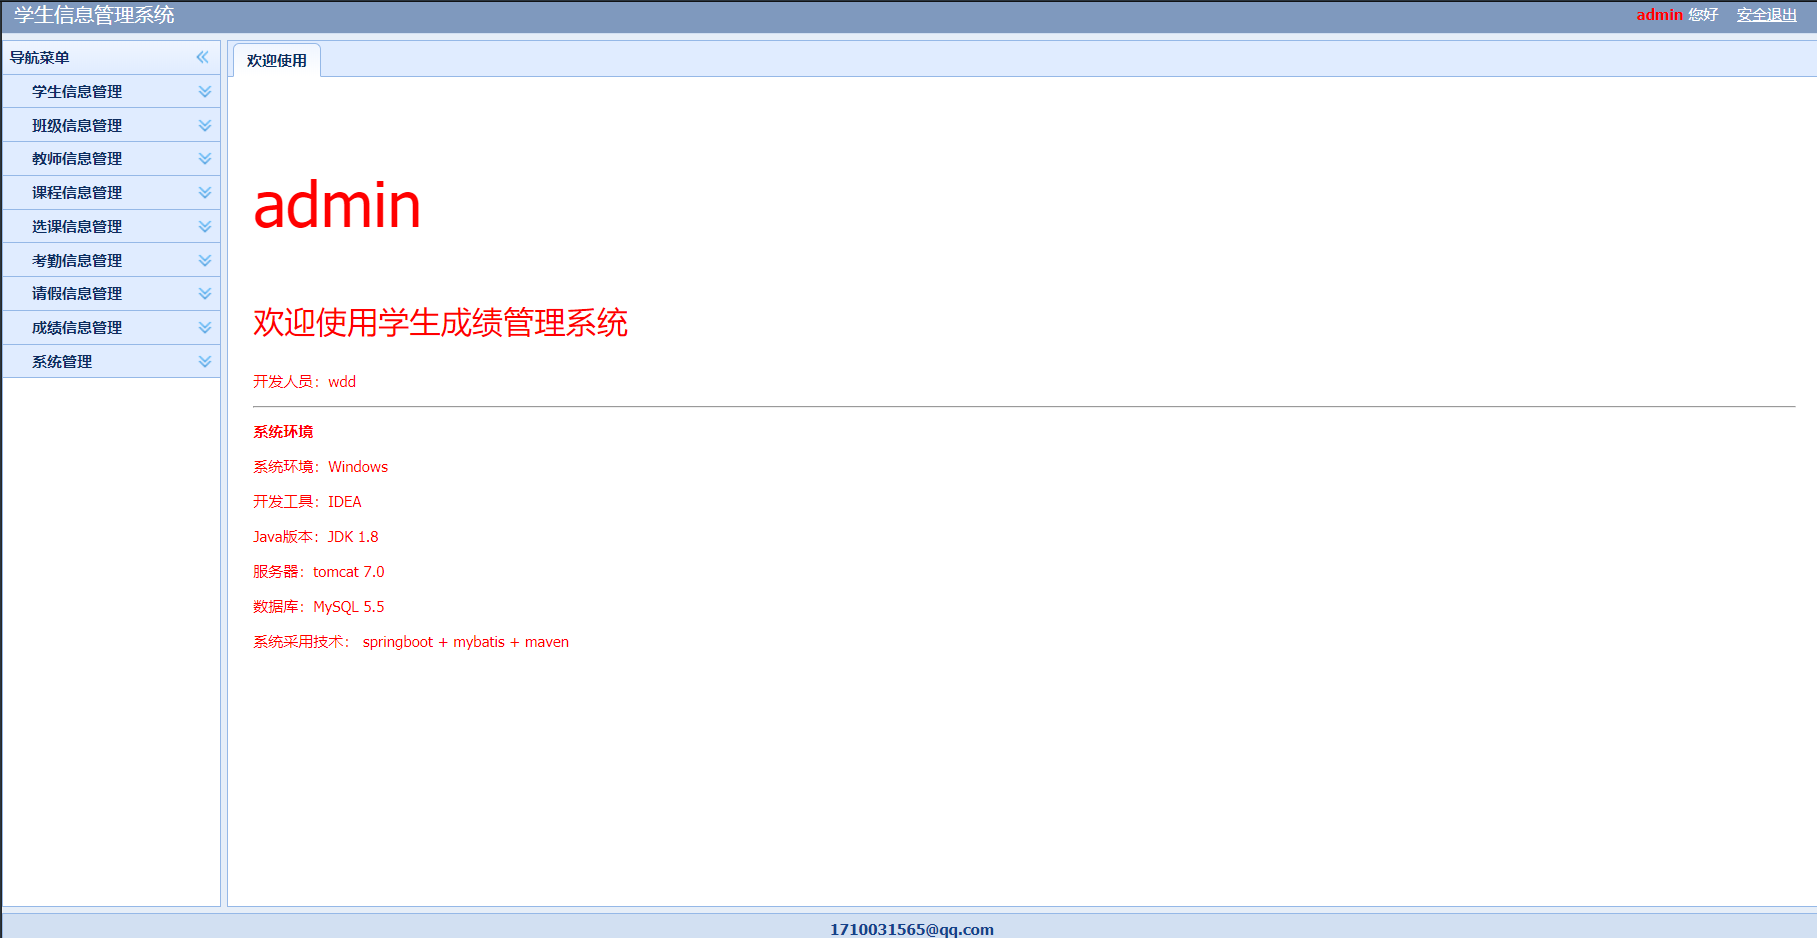 学生信息管理系统
admin 您好 安全退出
导航菜单
学生信息管理
班级信息管理
教师信息管理
课程信息管理
选课信息管理
考勤信息管理
请假信息管理
成绩信息管理
系统管理
欢迎使用
admin
欢迎使用学生成绩管理系统
开发人员：wdd
系统环境
系统环境：Windows
开发工具：IDEA
Java版本：JDK 1.8
服务器：tomcat 7.0
数据库：MySQL 5.5
系统采用技术： springboot + mybatis + maven
1710031565@qq.com